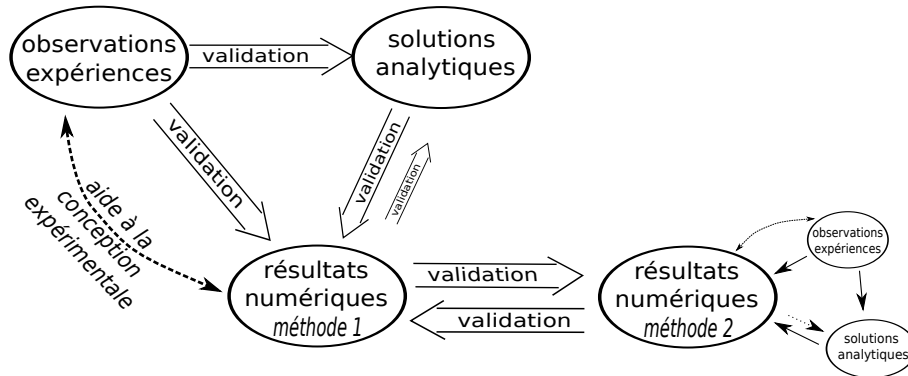 observations
expériences
validation
solutions
analytiques
validation
validation
validation
aide à la
conception
expérimentale
résultats
numériques
méthode 1
validation
validation
résultats
numériques
méthode 2
observations
expériences
solutions
analytiques